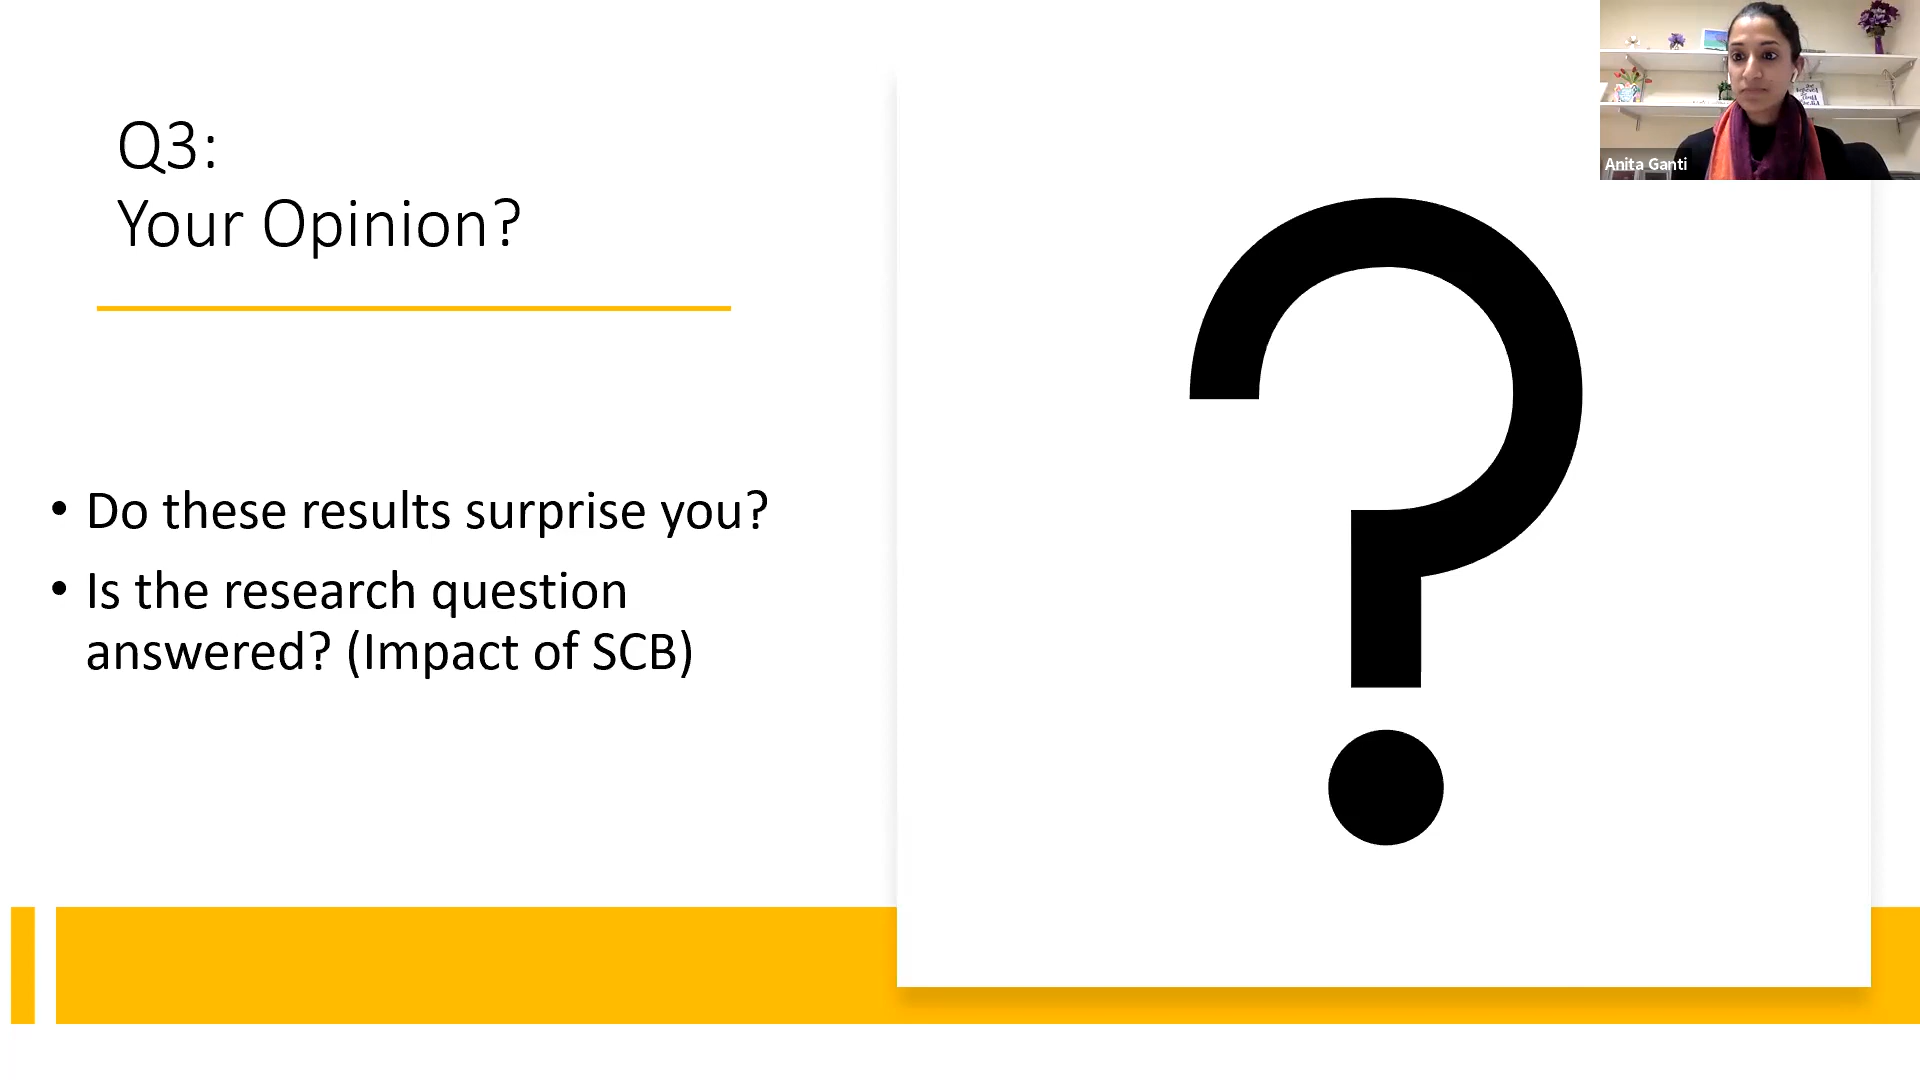 Q3:
Your Opinion?
• Do these results surprise you?
• Is the research question
answered? (Impact of SCB)
Anita Ganti